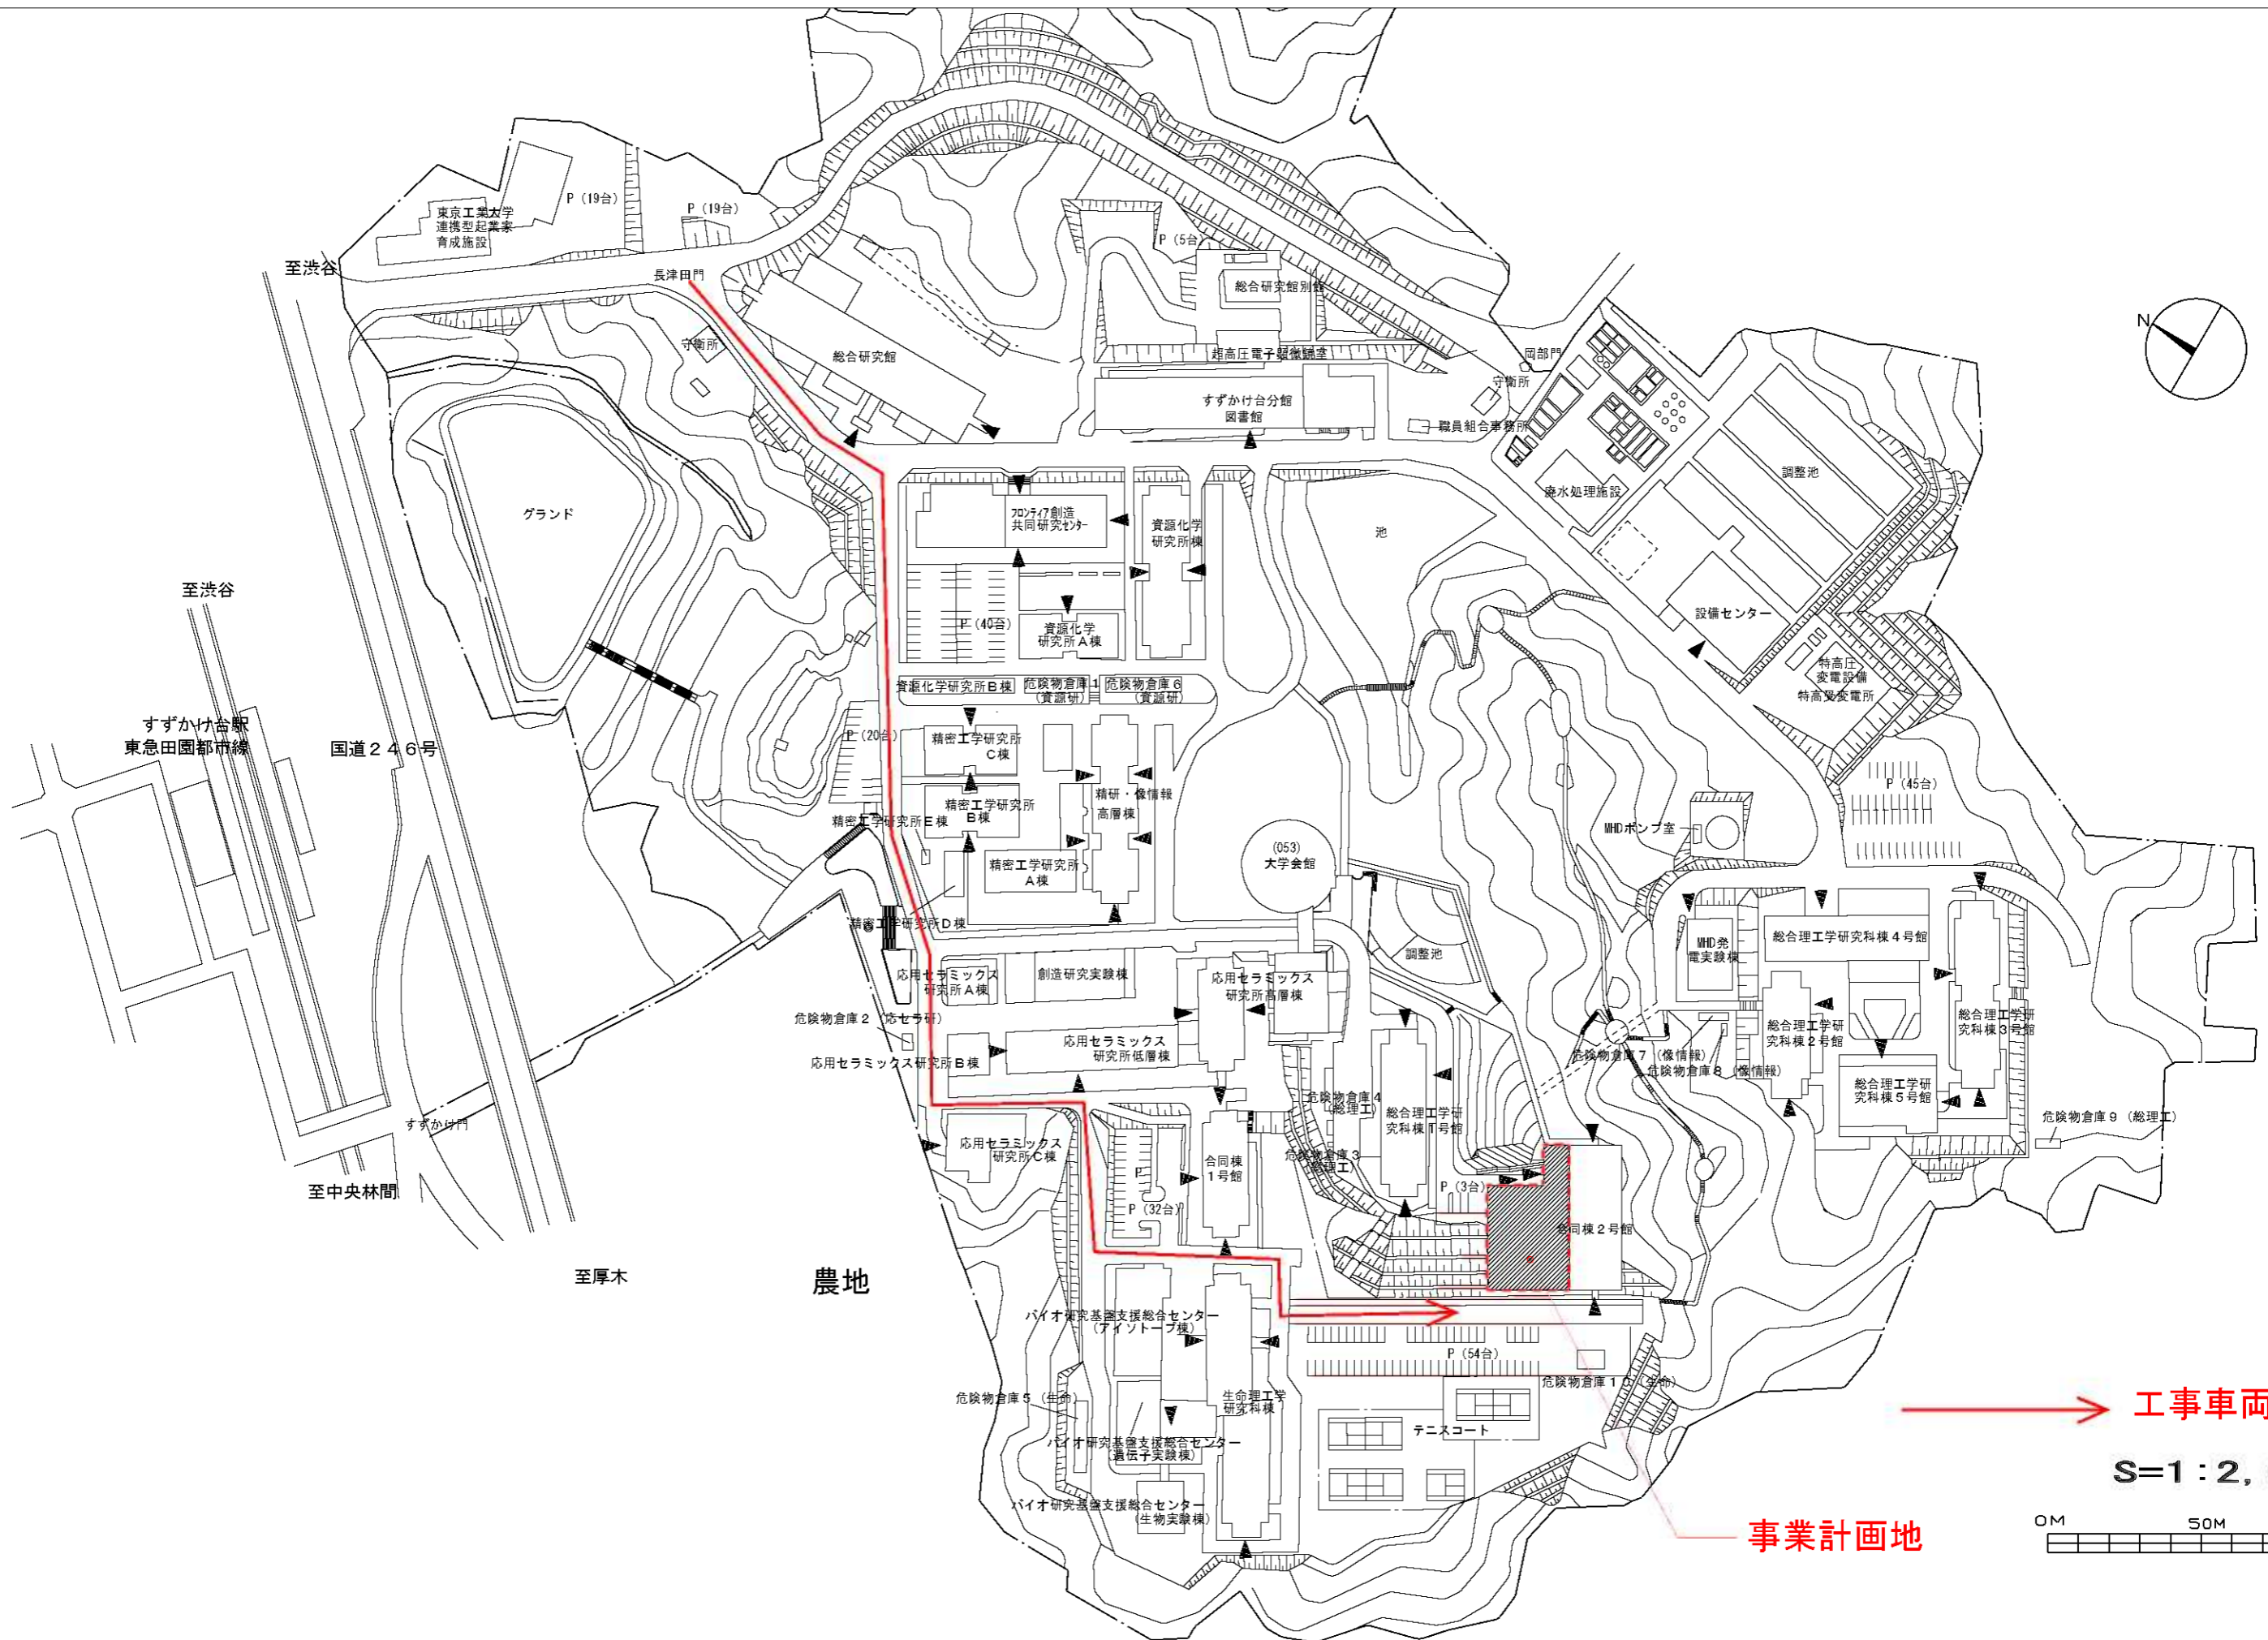 東京工業大学
連携型起業家
育成施設
P (19台)
P (19台)
至渋谷
長津田門
守衛所
総合研究館
P (5台)
総合研究館別館
超高圧電子顕微鏡室
すずかけ台分館
図書館
岡部門
守衛所
職員組合事務所
N
グランド
フロンティア創造
共同研究センター
資源化学
研究所棟
池
廃水処理施設
調整池
至渋谷
P (40台)
資源化学
研究所A棟
設備センター
特高圧
変電設備
特高受変電所
資源化学研究所B棟
危険物倉庫1
(資源研)
危険物倉庫6
(資源研)
すずかけ台駅
東急田園都市線
国道246号
P (20台)
精密工学研究所
C棟
精研・像情報
高層棟
精密工学研究所
B棟
精密工学研究所E棟
精密工学研究所
A棟
精密工学研究所D棟
(053)
大学会館
P (45台)
MHDポンプ室
MHD発
電実験棟
総合理工学研究科棟4号館
調整池
応用セラミックス
研究所A棟
創造研究実験棟
応用セラミックス
研究所高層棟
危険物倉庫2 (応セラ研)
応用セラミックス研究所B棟
応用セラミックス
研究所低層棟
総合理工学研
究科棟2号館
総合理工学研
究科棟3号館
危険物倉庫7 (像情報)
危険物倉庫8 (像情報)
総合理工学研
究科棟5号館
危険物倉庫9 (総理工)
危険物倉庫4
(総理工)
総合理工学研
究科棟1号館
すずかけ門
応用セラミックス
研究所C棟
P
P (32台)
合同棟
1号館
危険物倉庫3
(総理工)
P (3台)
合同棟2号館
至中央林間
至厚木
農地
バイオ研究基盤支援総合センター
(アイソトープ棟)
P (54台)
危険物倉庫10 (生命)
危険物倉庫5 (生命)
生命理工学
研究科棟
テニスコート
バイオ研究基盤支援総合センター
(遺伝子実験棟)
バイオ研究基盤支援総合センター
(生物実験棟)
工事車両
S=1:2,
事業計画地
0M
50M